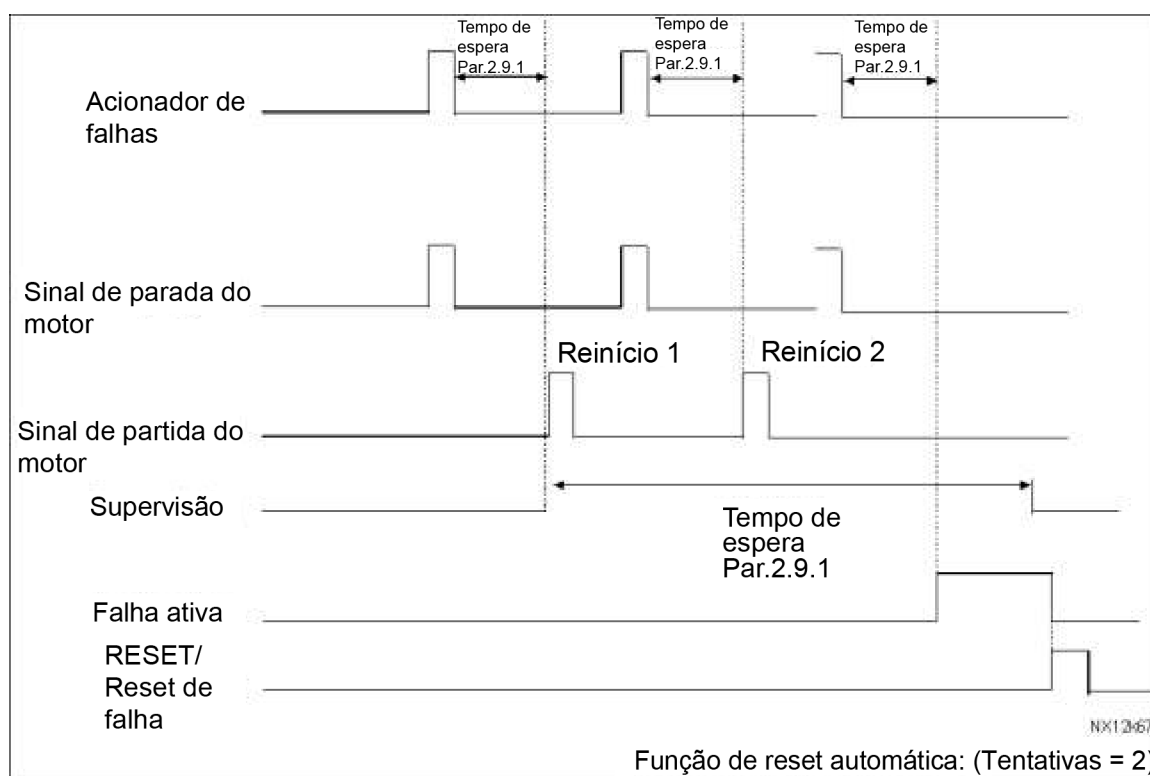 Tempo de
espera
Par.2.9.1
Tempo de
espera
Par.2.9.1
Tempo de
espera
Par.2.9.1
Acionador de
falhas
Sinal de parada do
motor
Reinício 1
Reinício 2
Sinal de partida do
motor
Supervisão
Tempo de
espera
Par.2.9.1
Falha ativa
RESET/
Reset de
falha
NX12k67
Função de reset automática: (Tentativas = 2)